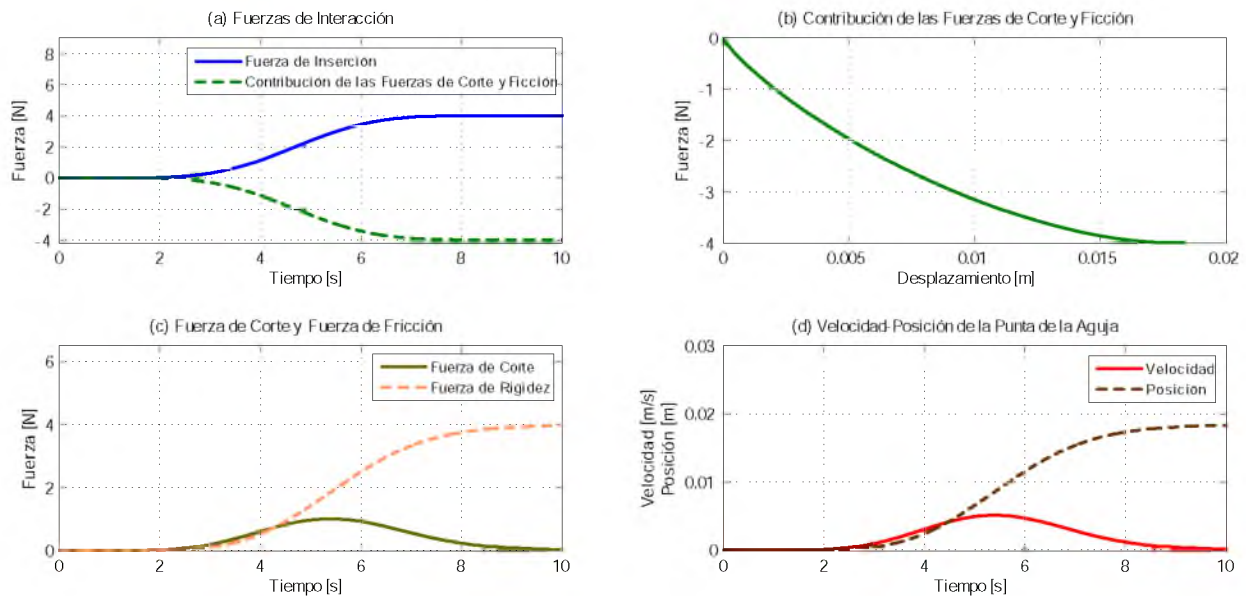 (a) Fuerzas de Interacción
Fuerza [N]
8
6
4
2
0
-2
-4
Fuerza de Inserción
Contribución de las Fuerzas de Corte y Ficción
0 2 4 6 8 10
Tiempo [s]
(b) Contribución de las Fuerzas de Corte y Ficción
Fuerza [N]
0
-1
-2
-3
-4
0 0.005 0.01 0.015 0.02
Desplazamiento [m]
(c) Fuerza de Corte y Fuerza de Fricción
Fuerza [N]
6
4
2
0
Fuerza de Corte
Fuerza de Rigidez
0 2 4 6 8 10
Tiempo [s]
(d) Velocidad-Posición de la Punta de la Aguja
Velocidad [m/s]
Posición [m]
0.03
0.02
0.01
0
Velocidad
Posición
0 2 4 6 8 10
Tiempo [s]